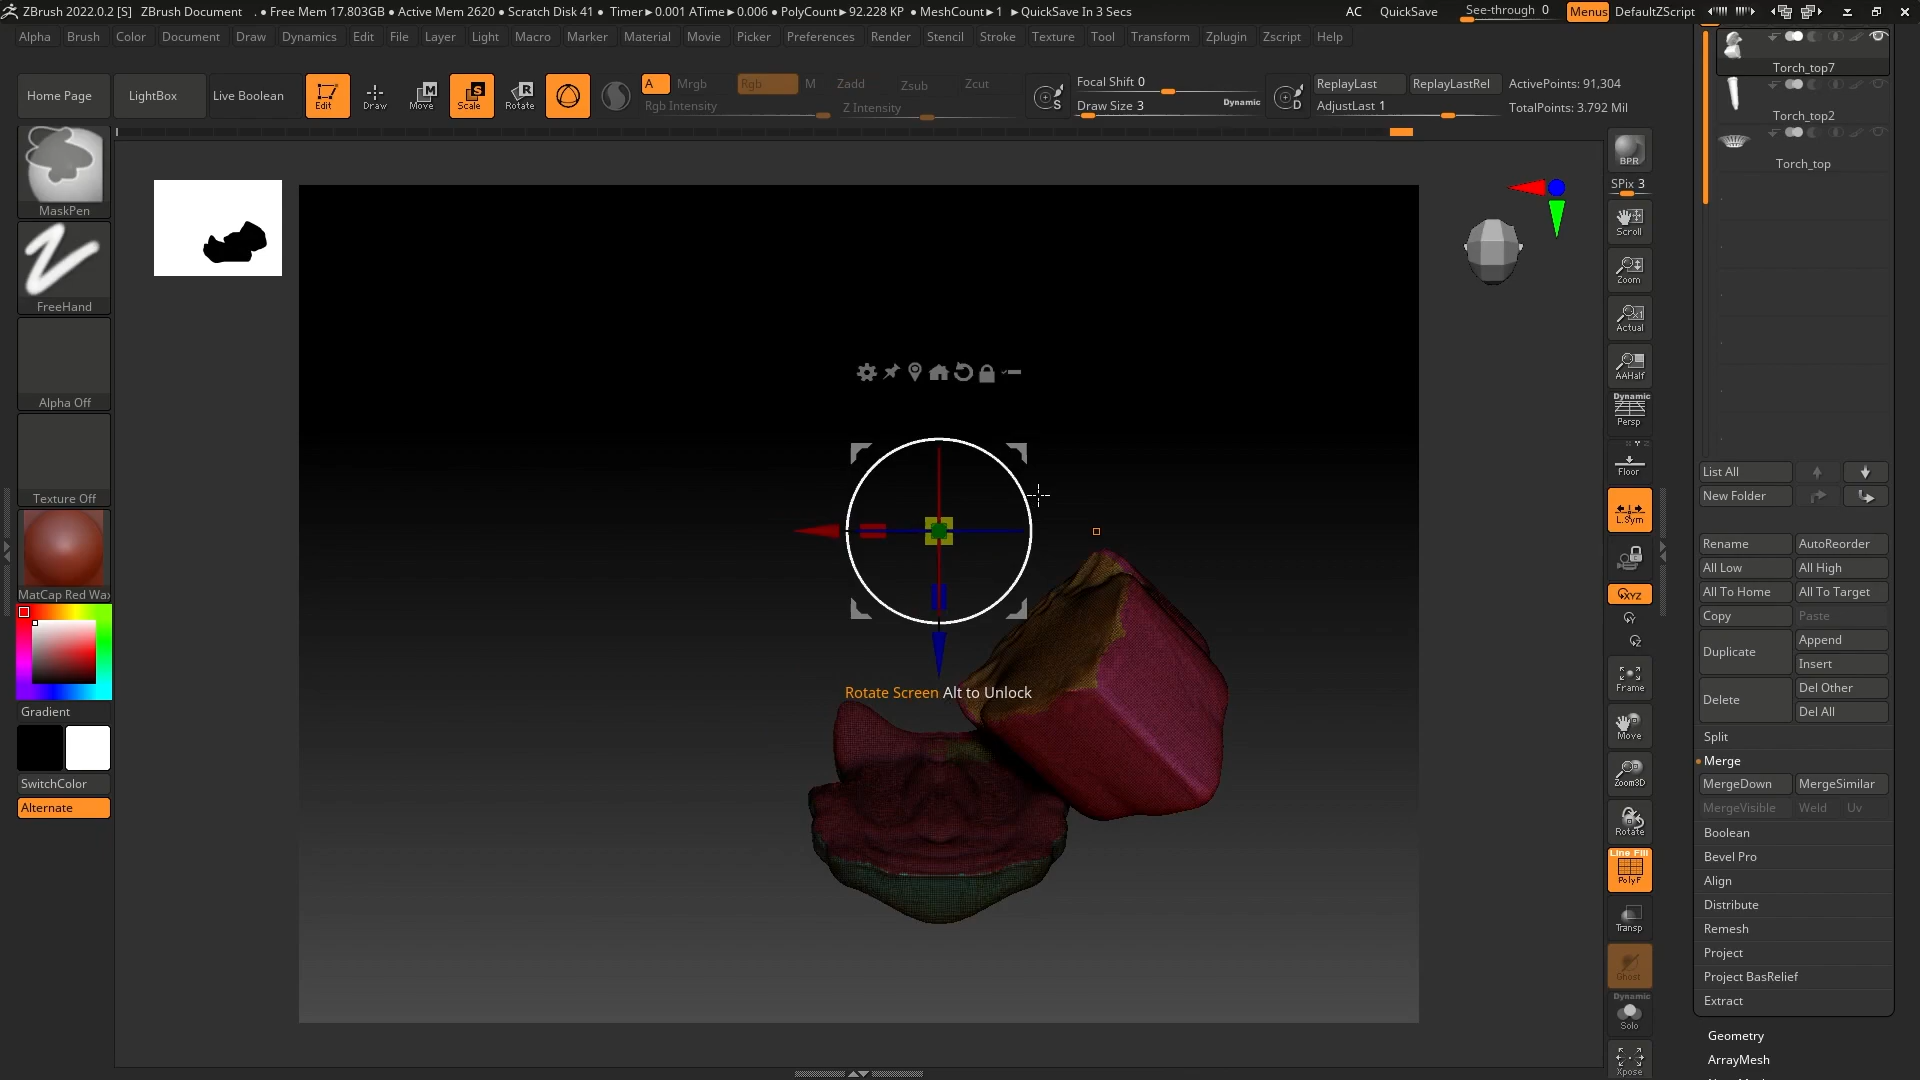 ZBrush 2022.0.2 [S] ZBrush Document . ● Free Mem 17.803GB ● Active Mem 2620 ● Scratch Disk 41 ● Timer►0.001 ATime►0.006 ● PolyCount►92.228 KP ● MeshCount►1 ►QuickSave In 3 Secs AC QuickSave See-through 0 Menus DefaultZScript
Alpha Brush Color Document Draw Dynamics Edit File Layer Light Macro Marker Material Movie Picker Preferences Render Stencil Stroke Texture Tool Transform Zplugin Zscript Help
Home Page LightBox Live Boolean Edit Draw Move Scale Rotate
A Mrgb Rgb M Zadd Zsub Zcut
Rgb Intensity Z Intensity
S Focal Shift 0
Draw Size 3 Dynamic
D ReplayLast ReplayLastRel ActivePoints: 91,304
AdjustLast 1 TotalPoints: 3.792 Mil
MaskPen
FreeHand
Alpha Off
Texture Off
MatCap Red Wax
Gradient
SwitchColor
Alternate
Rotate Screen Alt to Unlock
BPR
SPix 3
Scroll
Zoom
Actual
AAHalf
Dynamic
Persp
Floor
L.Sym
XYZ
Frame
Move
Zoom3D
Rotate
Line Fill
PolyF
Transp
Ghost
Dynamic
Solo
Xpose
Torch_top7
Torch_top2
Torch_top
List All
New Folder
Rename AutoReorder
All Low All High
All To Home All To Target
Copy Paste
Duplicate Append
Insert
Delete Del Other
Del All
Split
Merge
MergeDown MergeSimilar
MergeVisible Weld Uv
Boolean
Bevel Pro
Align
Distribute
Remesh
Project
Project BasRelief
Extract
Geometry
ArrayMesh